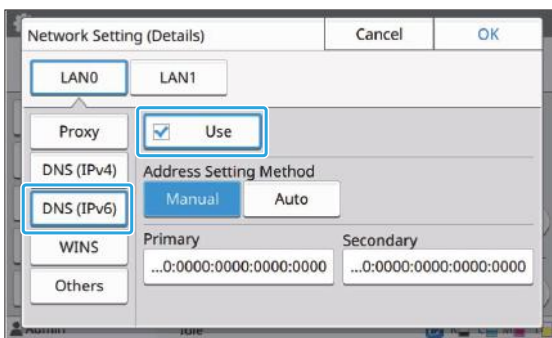 Network Setting (Details) Cancel OK
LAN0 LAN1
Proxy Use
DNS (IPv4) Address Setting Method
DNS (IPv6) Manual Auto
WINS Primary Secondary
...0:0000:0000:0000:0000 ...0:0000:0000:0000:0000
Others